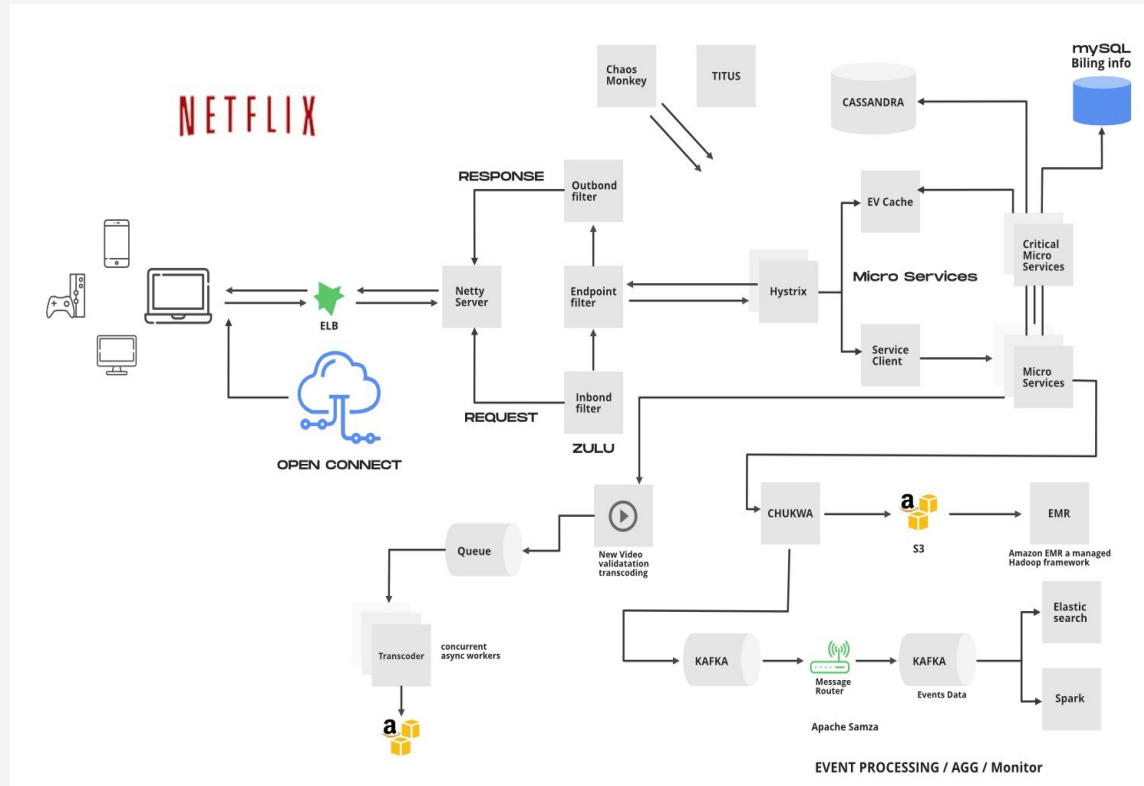 NETFLIX
Chaos
Monkey
TITUS
mySQL
Biling info
CASSANDRA
RESPONSE
Outbond
filter
EV Cache
Critical
Micro
Services
Netty
Server
Endpoint
filter
Hystrix
Micro Services
ELB
Service
Client
Micro
Services
Inbond
filter
REQUEST
ZULU
OPEN CONNECT
CHUKWA
a
S3
EMR
Amazon EMR a managed
Hadoop framework
Queue
New Video
validatation
transcoding
Elastic
search
Transcoder
concurrent
async workers
KAFKA
Message
Router
KAFKA
Events Data
Spark
a
Apache Samza
EVENT PROCESSING / AGG / Monitor